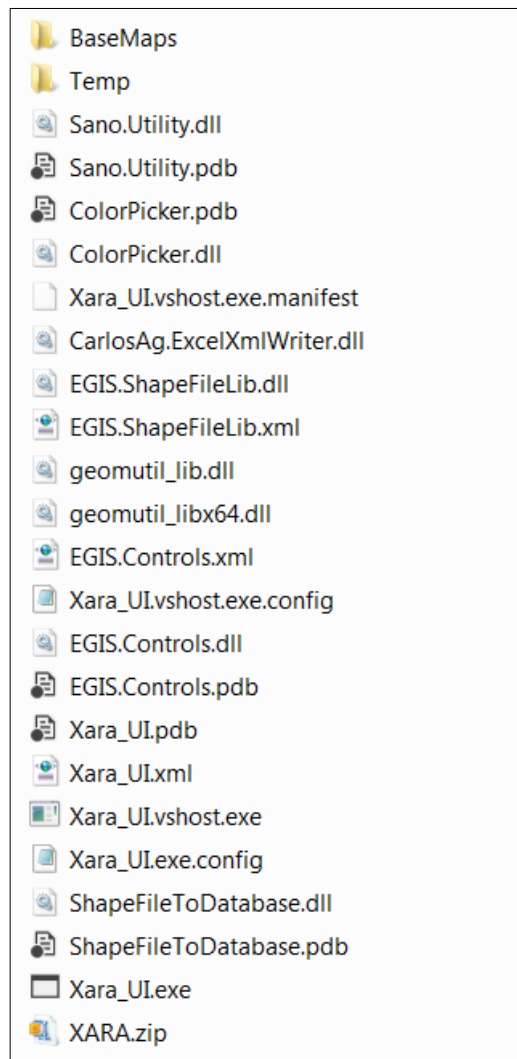 BaseMaps
Temp
Sano.Utility.dll
Sano.Utility.pdb
ColorPicker.pdb
ColorPicker.dll
Xara_UI.vshost.exe.manifest
CarlosAg.ExcelXmlWriter.dll
EGIS.ShapeFileLib.dll
EGIS.ShapeFileLib.xml
geomutil_lib.dll
geomutil_libx64.dll
EGIS.Controls.xml
Xara_UI.vshost.exe.config
EGIS.Controls.dll
EGIS.Controls.pdb
Xara_UI.pdb
Xara_UI.xml
Xara_UI.vshost.exe
Xara_UI.exe.config
ShapeFileToDatabase.dll
ShapeFileToDatabase.pdb
Xara_UI.exe
XARA.zip